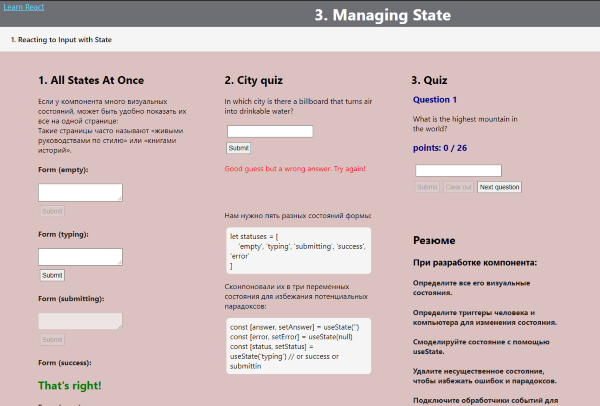 Learn React
3. Managing State
1. Reacting to Input with State
1. All States At Once
Если у компонента много визуальных
состояний, может быть удобно показать их
все на одной странице:
Такие страницы часто называют «живыми
руководствами по стилю» или «книгами
историй».
Form (empty):
Submit
Form (typing):
Submit
Form (submitting):
Submit
Form (success):
That's right!
2. City quiz
In which city is there a billboard that turns air
into drinkable water?
Submit
Good guess but a wrong answer. Try again!
Нам нужно пять разных состояний формы:
let statuses = [
'empty', 'typing', 'submitting', 'success',
'error'
]
Скопоновали их в три переменных
состояния для избежания потенциальных
парадоксов:
const [answer, setAnswer] = useState('')
const [error, setError] = useState(null)
const [status, setStatus] =
useState('typing') // or success or
submittin
3. Quiz
Question 1
What is the highest mountain in
the world?
points: 0 / 26
Submit
Clear out
Next question
Резюме
При разработке компонента:
Определите все его визуальные
состояния.
Определите триггеры человека и
компьютера для изменения состояния.
Смоделируйте состояние с помощью
useState.
Удалите несущественное состояние,
чтобы избежать ошибок и парадоксов.
Подключите обработчики событий для